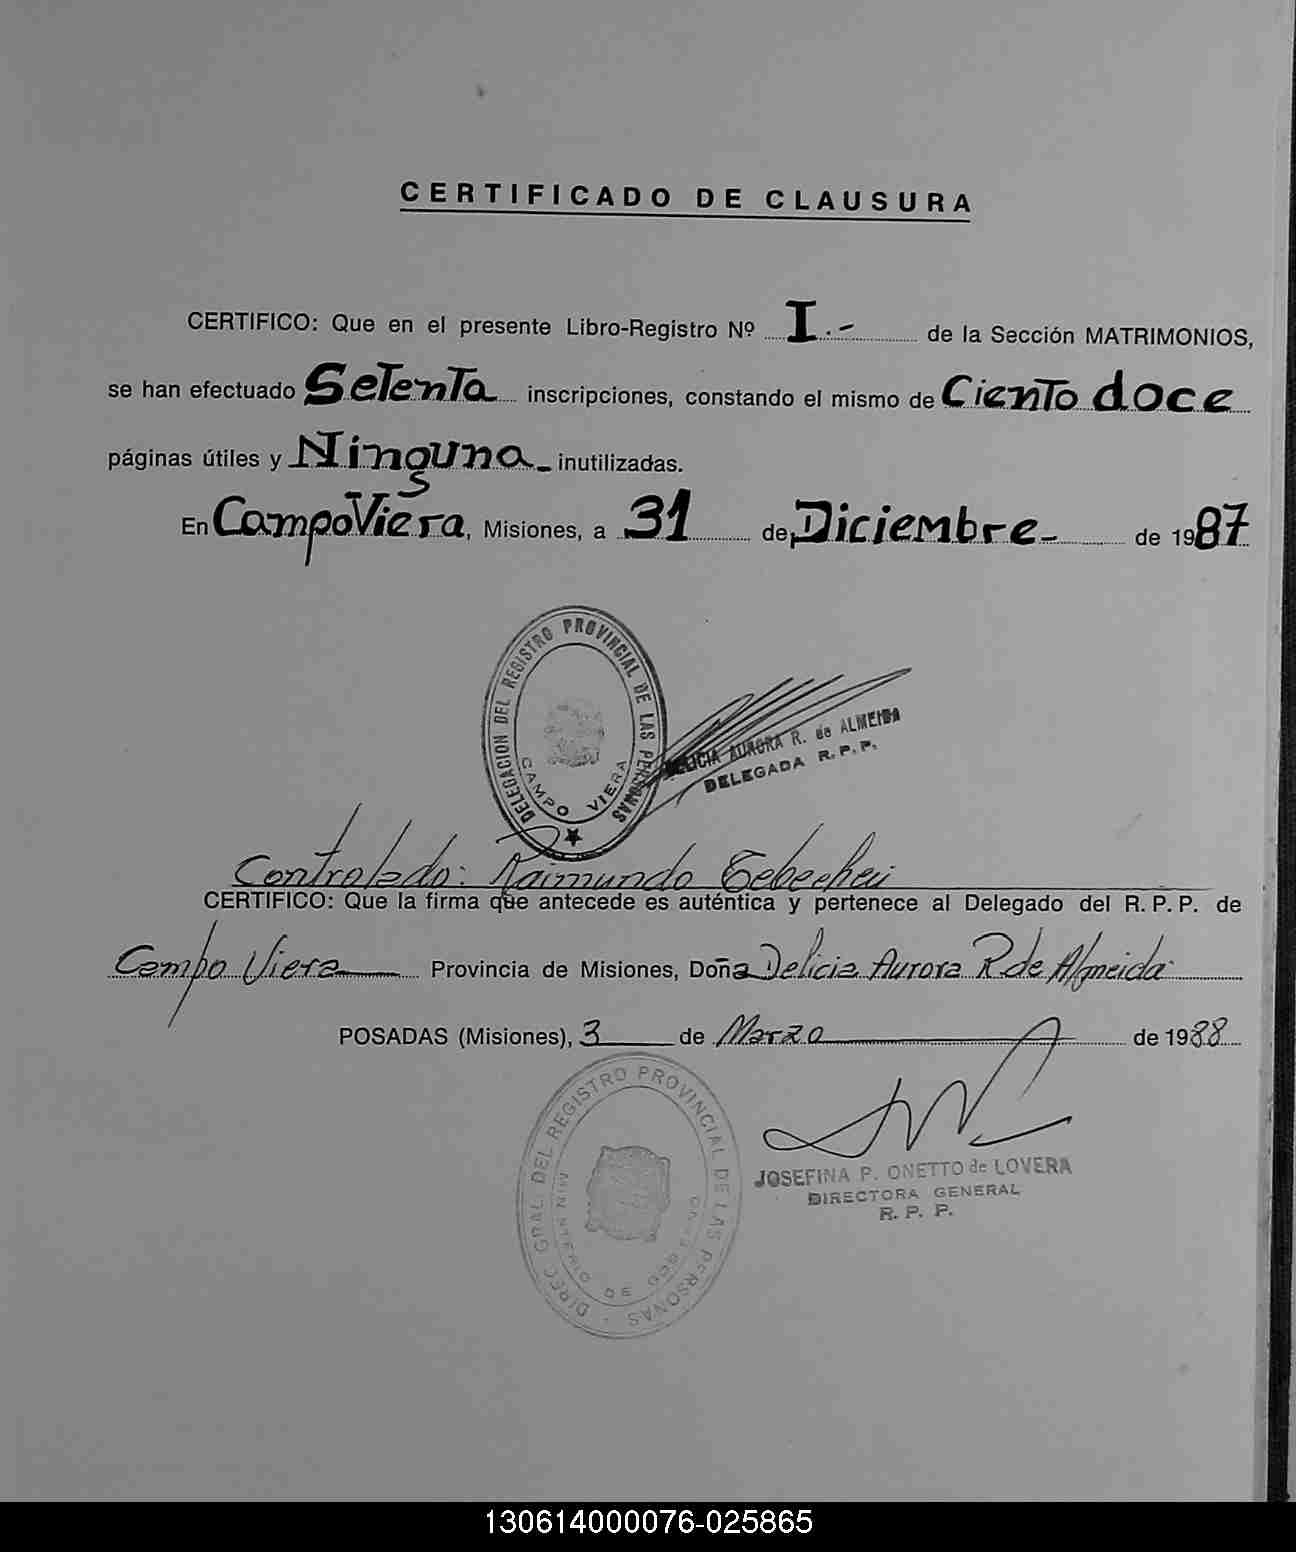 CERTIFICADO DE CLAUSURA
CERTIFICO: Que en el presente Libro-Registro Nº I.- de la Sección MATRIMONIOS,
se han efectuado Setenta inscripciones, constando el mismo de Ciento doce
páginas útiles y Ninguna- inutilizadas.
En Campo Viera, Misiones, a 31 de Diciembre- de 1987
DELEGACION DEL REGISTRO PROVINCIAL DE LAS PERSONAS
CAMPO VIERA
DELICIA AURORA R. de ALMEIDA
DELEGADA R. P. P.
Controlado: Raimundo
CERTIFICO: Que la firma que antecede es auténtica y pertenece al Delegado del R. P. P. de
Campo Viera Provincia de Misiones, Doña Delicia Aurora R de Almeida
POSADAS (Misiones), 3 de Marzo de 1988
DIREC. GRAL. DEL REGISTRO PROVINCIAL DE LAS PERSONAS
MINISTERIO DE
JOSEFINA P. ONETTO de LOVERA
DIRECTORA GENERAL
R. P. P.
130614000076-025865